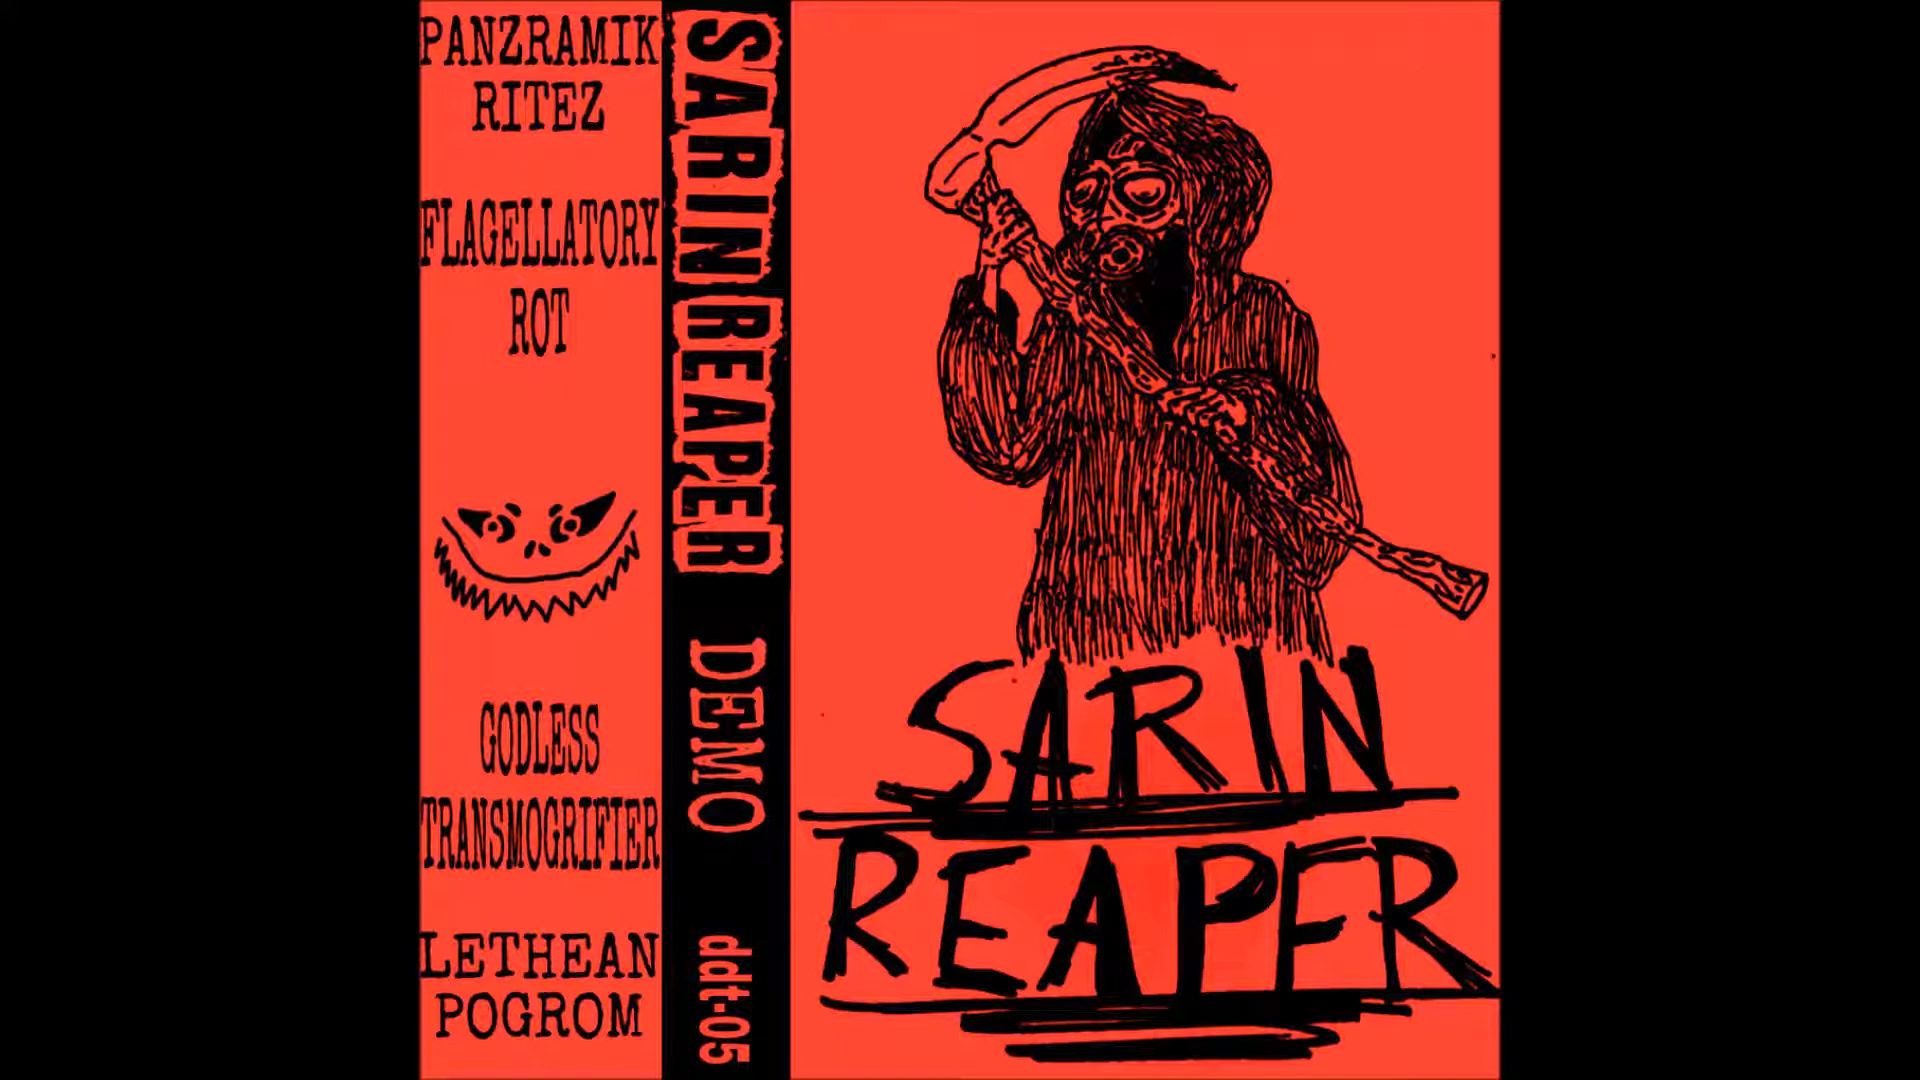 PANZRAMIK
RITEZ
FLAGELLATORY
ROT
GODLESS
TRANSMOGRIFIER
LETHEAN
POGROM
SARIN REAPER DEMO ddt-05
SARIN
REAPER